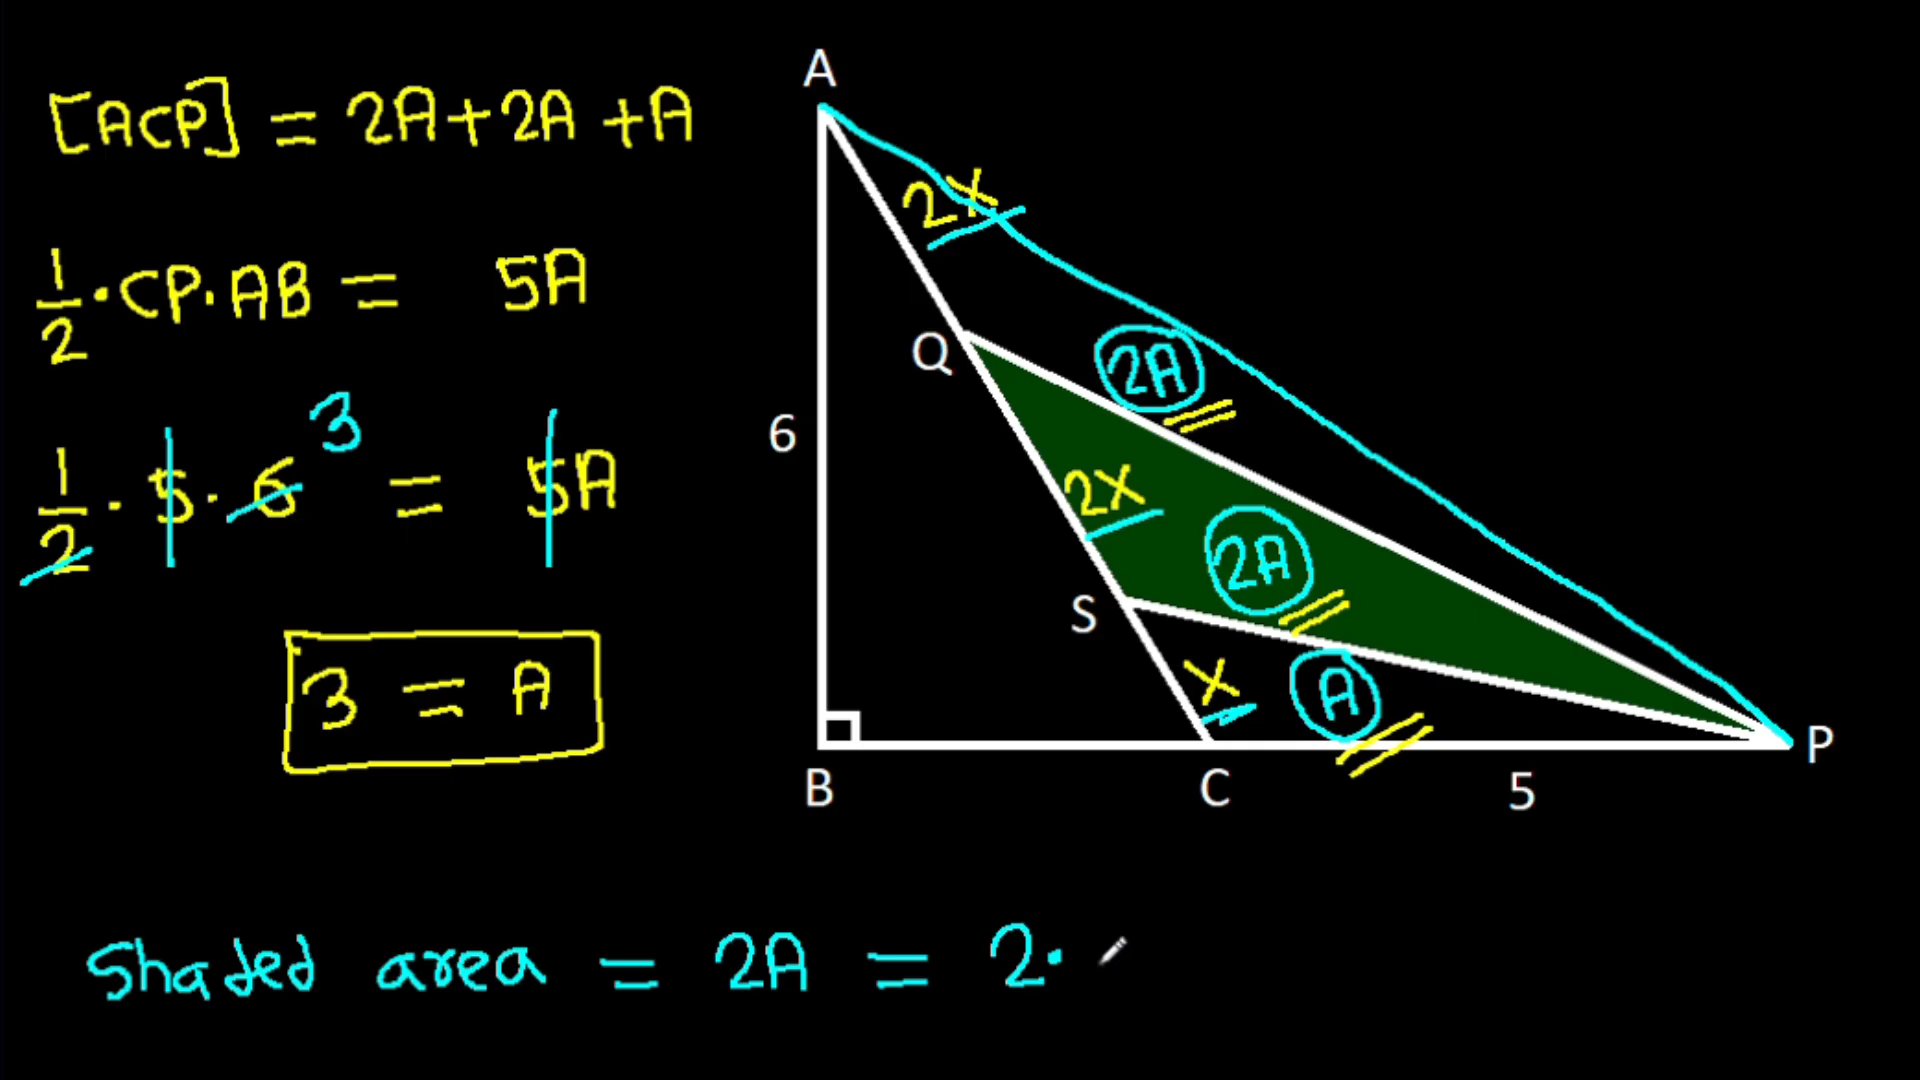 [ACP] = 2A+2A+A
1/2 · CP · AB = 5A
1/2 · 5 · 6 3 = 5A
3 = A
A
2X
Q
2A
6
2X
2A
S
X
A
P
B
C
5
Shaded area = 2A = 2·